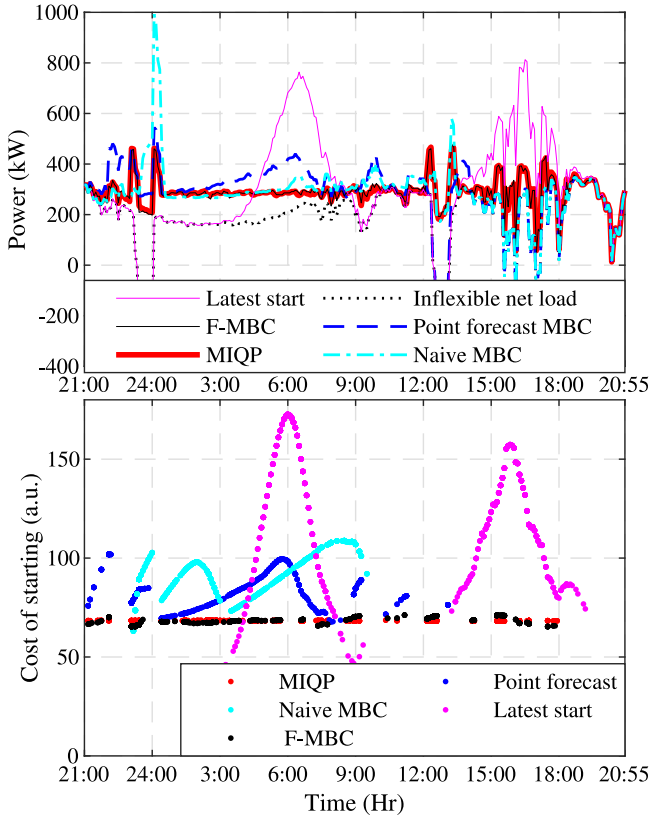 1000
800
600
400
200
0
-200
-400
Power (kW)
Latest start
Inflexible net load
F-MBC
Point forecast MBC
MIQP
Naive MBC
21:00 24:00 3:00 6:00 9:00 12:00 15:00 18:00 20:55
150
100
50
0
Cost of starting (a.u.)
MIQP
Point forecast
Naive MBC
Latest start
F-MBC
21:00 24:00 3:00 6:00 9:00 12:00 15:00 18:00 20:55
Time (Hr)